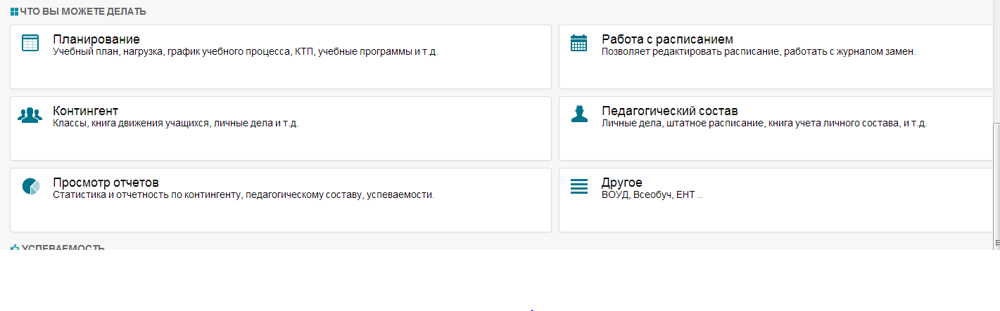 ЧТО ВЫ МОЖЕТЕ ДЕЛАТЬ
Планирование
Учебный план, нагрузка, график учебного процесса, КТП, учебные программы и т.д.
Работа с расписанием
Позволяет редактировать расписание, работать с журналом замен.
Контингент
Классы, книга движения учащихся, личные дела и т.д.
Педагогический состав
Личные дела, штатное расписание, книга учета личного состава, и т.д.
Просмотр отчетов
Статистика и отчетность по контингенту, педагогическому составу, успеваемости.
Другое
ВОУД, Всеобуч, ЕНТ ..
УСПЕВАЕМОСТЬ